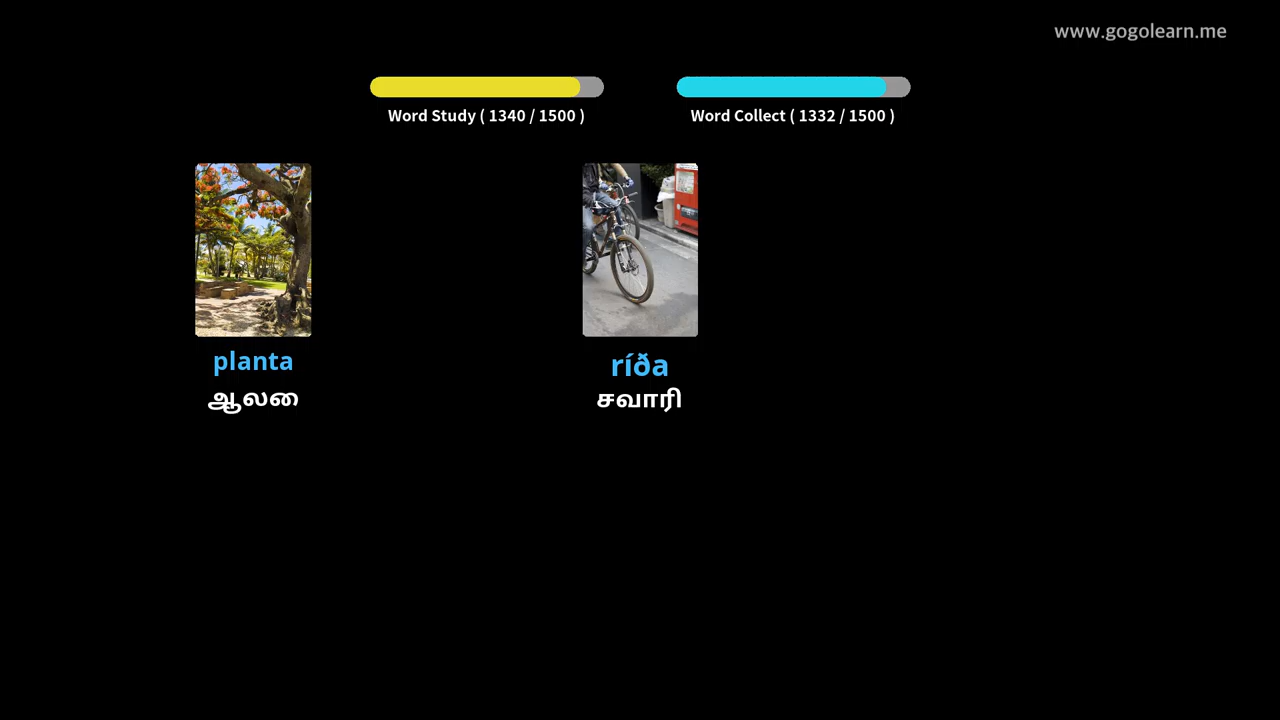 www.gogolearn.me
Word Study ( 1340 / 1500 )
Word Collect ( 1332 / 1500 )
planta
ஆலை
ríða
சவாரி